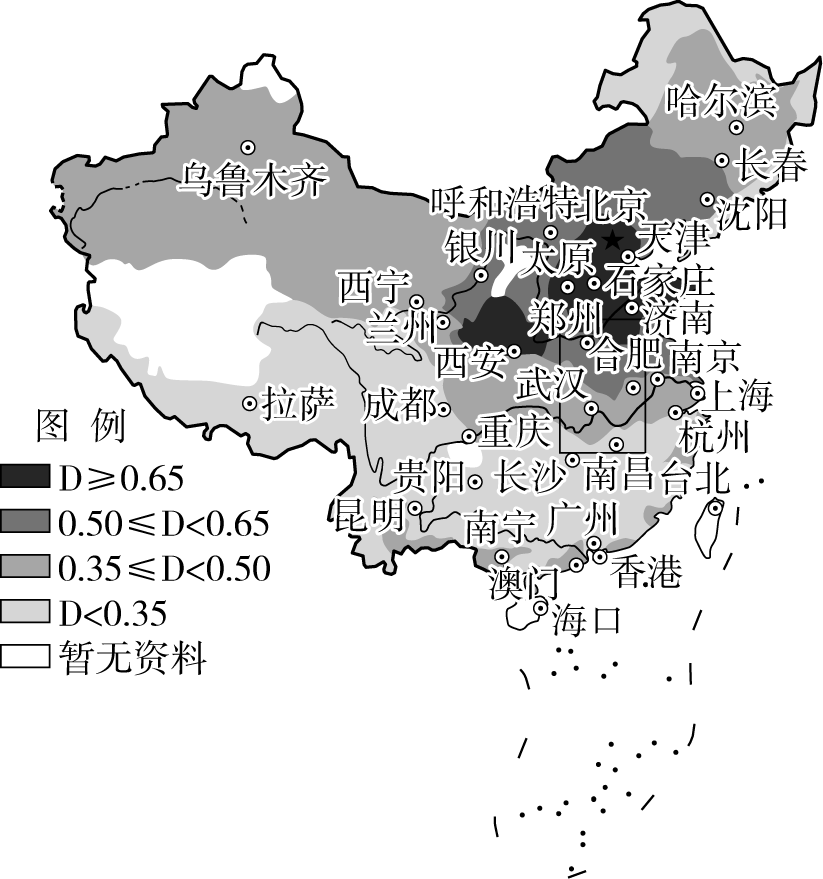 哈尔滨
长春
乌鲁木齐
沈阳
呼和浩特
北京
天津
银川
太原
石家庄
西宁
济南
郑州
兰州
合肥
南京
西安
武汉
上海
拉萨
成都
重庆
杭州
贵阳
长沙
南昌
台北
昆明
南宁
广州
香港
澳门
海口
图 例
D≥0.65
0.50≤D<0.65
0.35≤D<0.50
D<0.35
暂无资料